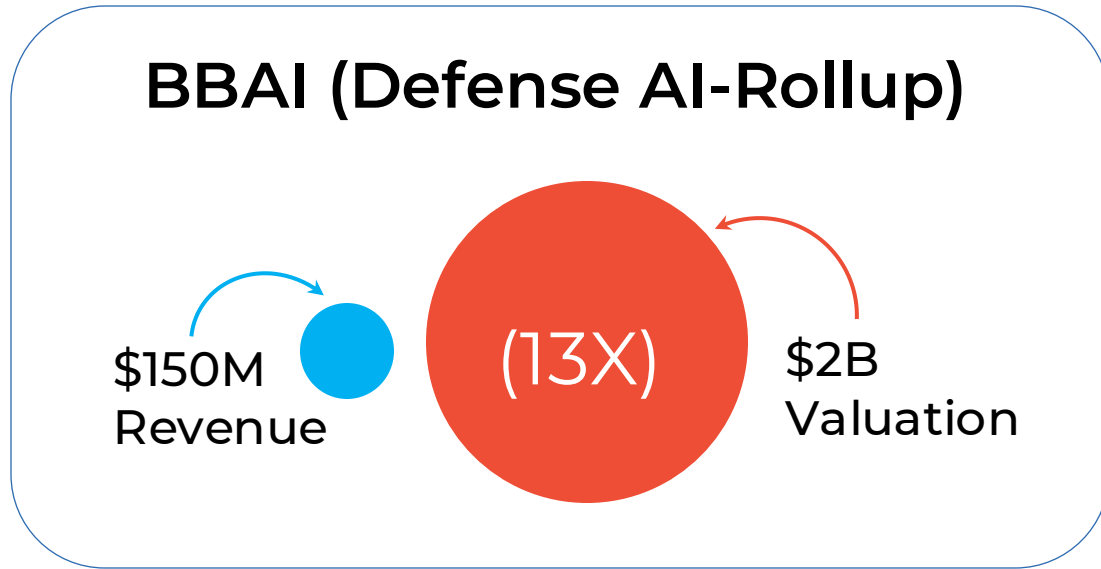 BBAI (Defense AI-Rollup)
$150M
Revenue
(13X)
$2B
Valuation